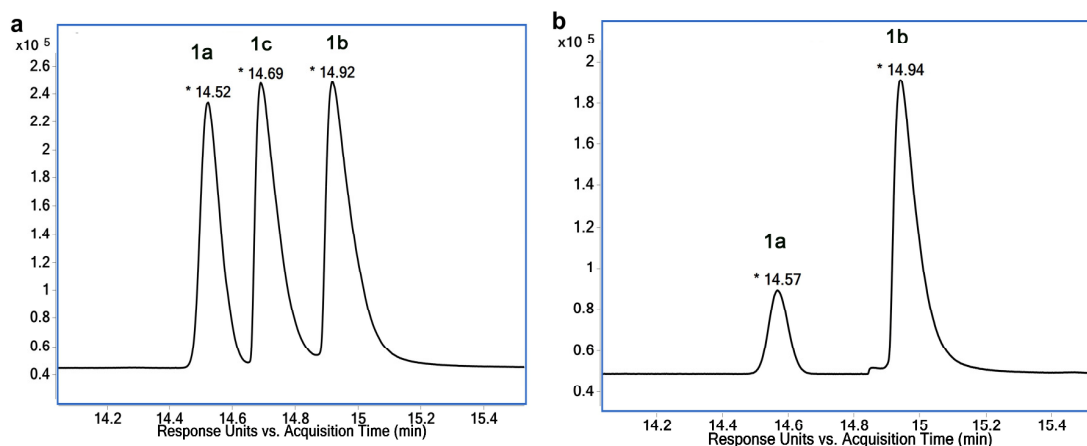 a
x10 5
1a
1c
1b
* 14.52
* 14.69
* 14.92
2.6
2.4
2.2
2
1.8
1.6
1.4
1.2
1
0.8
0.6
0.4
14.2 14.4 14.6 14.8 15 15.2 15.4
Response Units vs. Acquisition Time (min)
b
x10 5
1b
* 14.94
1a
* 14.57
2
1.8
1.6
1.4
1.2
1
0.8
0.6
0.4
14.2 14.4 14.6 14.8 15 15.2 15.4
Response Units vs. Acquisition Time (min)